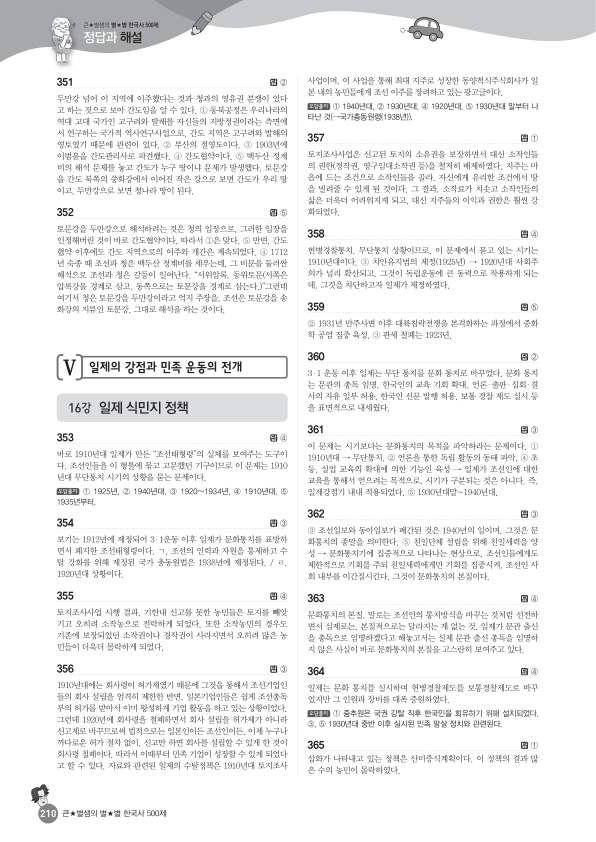 큰★별쌤의 별★별 한국사 500제
정답과 해설
351 답 ②
두만강 넘어 이 지역에 이주했다는 것과 청과의 영유권 분쟁이 있다
고 하는 것으로 보아 간도임을 알 수 있다. ① 동북공정은 우리나라의
역대 고대 국가인 고구려와 발해를 자신들의 지방정권이라는 측면에
서 연구하는 국가적 역사연구사업으로, 간도 지역은 고구려와 발해의
영토였기 때문에 관련이 있다. ② 부산의 절영도이다. ③ 1903년에
이범윤을 간도관리사로 파견했다. ④ 간도협약이다. ⑤ 백두산 정계
비의 해석 문제를 놓고 간도가 누구 땅이냐 문제가 발생했다. 토문강
을 간도 북쪽의 쑹화강에서 이어진 작은 강으로 보면 간도가 우리 땅
이고, 두만강으로 보면 청나라 땅이 된다.
352 답 ⑤
토문강을 두만강으로 해석하려는 것은 청의 입장으로, 그러한 입장을
인정해버린 것이 바로 간도협약이다. 따라서 ①은 맞다. ⑤ 반면, 간도
협약 이후에도 간도 지역으로의 이주와 개간은 계속되었다. ④ 1712
년 숙종 때 조선과 청은 백두산 정계비를 세우는데, 그 비문을 둘러싼
해석으로 조선과 청은 갈등이 일어난다. “서위압록, 동위토문(서쪽은
압록강을 경계로 삼고, 동쪽으로는 토문강을 경계로 삼는다.)”그런데
여기서 청은 토문강을 두만강이라고 억지 주장을, 조선은 토문강을 송
화강의 지류인 토문강, 그대로 해석을 하는 것이다.
V 일제의 강점과 민족 운동의 전개
16강 일제 식민지 정책
353 답 ④
바로 1910년대 일제가 만든 “조선태형령”의 실체를 보여주는 도구이
다. 조선인들을 이 형틀에 묶고 고문했던 기구이므로 이 문제는 1910
년대 무단통치 시기의 상황을 묻는 문제이다.
오답풀이 ① 1925년, ② 1940년대, ③ 1920~1934년, ④ 1910년대, ⑤
1935년부터.
354 답 ③
보기는 1912년에 제정되어 3·1운동 이후 일제가 문화통치를 표방하
면서 폐지한 조선태형령이다. ㄱ. 조선의 인력과 자원을 통제하고 수
탈 강화를 위해 제정된 국가 총동원법은 1938년에 제정된다. / ㄹ.
1920년대 상황이다.
355 답 ④
토지조사사업 시행 결과, 기한내 신고를 못한 농민들은 토지를 빼앗
기고 오히려 소작농으로 전락하게 되었다. 또한 소작농민의 경우도
기존에 보장되었던 소작권이나 경작권이 사라지면서 오히려 많은 농
민들이 더욱더 몰락하게 되었다.
356 답 ③
1910년대에는 회사령이 허가제였기 때문에 그것을 통해서 조선기업인
들의 회사 설립을 엄격히 제한한 반면, 일본기업인들은 쉽게 조선총독
부의 허가를 받아서 이미 왕성하게 기업 활동을 하고 있는 상황이었다.
그런데 1920년에 회사령을 철폐하면서 회사 설립을 허가제가 아니라
신고제로 바꾸므로써 법적으로는 일본인이든 조선인이든, 이제 누구나
까다로운 허가 절차 없이, 신고만 하면 회사를 설립할 수 있게 한 것이
회사령 철폐이다. 따라서 이때부터 민족 기업이 성장할 수 있게 되었다
고 할 수 있다. 자료와 관련된 일제의 수탈정책은 1910년대 토지조사
사업이며, 이 사업을 통해 최대 지주로 성장한 동양척식주식회사가 일
본 내의 농민들에게 조선 이주를 장려하고 있는 광고글이다.
오답풀이 ① 1940년대, ② 1930년대, ④ 1920년대, ⑤ 1930년대 말부터 나
타난 것(→국가총동원령(1938년)).
357 답 ①
토지조사사업은 신고된 토지의 소유권을 보장하면서 대신 소작인들
의 권한(경작권, 영구임대소작권 등)을 철저히 배제하였다. 지주는 마
음에 드는 조건으로 소작인들을 골라, 자신에게 유리한 조건에서 땅
을 빌려줄 수 있게 된 것이다. 그 결과, 소작료가 치솟고 소작인들의
삶은 더욱더 어려워지게 되고, 대신 지주들의 이익과 권한은 훨씬 강
화되었다.
358 답 ④
헌병경찰통치, 무단통치 상황이므로, 이 문제에서 묻고 있는 시기는
1910년대이다. ③ 치안유지법의 제정(1925년) → 1920년대 사회주
의가 널리 확산되고, 그것이 독립운동에 큰 동력으로 작용하게 되는
데, 그것을 차단하고자 일제가 제정하였다.
359 답 ⑤
② 1931년 만주사변 이후 대륙침략전쟁을 본격화하는 과정에서 중화
학 공업 집중 육성, ③ 관세 철폐는 1923년.
360 답 ②
3·1 운동 이후 일제는 무단 통치를 문화 통치로 바꾸었다. 문화 통치
는 문관의 총독 임명, 한국인의 교육 기회 확대, 언론·출판·집회·결
사의 자유 일부 허용, 한국인 신문 발행 허용, 보통 경찰 제도 실시 등
을 표면적으로 내세웠다.
361 답 ③
이 문제는 시기보다는 문화통치의 목적을 파악하라는 문제이다. ①
1910년대 → 무단통치, ② 언론을 통한 독립 활동의 동태 파악, ④ 초
등, 실업 교육의 확대에 의한 기능인 육성 → 일제가 조선인에 대한
교육을 통해서 얻으려는 목적으로, 시기가 구분되는 것은 아니다. 즉,
일제강점기 내내 적용되었다. ⑤ 1930년대말~1940년대.
362 답 ③
③ 조선일보와 동아일보가 폐간된 것은 1940년의 일이며, 그것은 문
화통치의 종말을 의미한다. ⑤ 친일단체 설립을 위해 친일세력을 양
성 → 문화통치기에 집중적으로 나타나는 현상으로, 조선인들에게도
제한적으로 기회를 주되 친일세력에게만 기회를 집중시켜, 조선인 사
회 내부를 이간질시킨다. 그것이 문화통치의 본질이다.
363 답 ④
문화통치의 본질. 말로는 조선인의 통치방식을 바꾸는 것처럼 선전하
면서 실제로는, 본질적으로는 달라지는 게 없는 것. 일제가 문관 출신
을 총독으로 임명하겠다고 해놓고서는 실제 문관 출신 총독을 임명하
지 않은 사실이 바로 문화통치의 본질을 고스란히 보여주고 있다.
364 답 ④
일제는 문화 통치를 실시하며 헌병경찰제도를 보통경찰제도로 바꾸
었지만 그 인원과 장비를 대폭 증원하였다.
오답풀이 ① 중추원은 국권 강탈 직후 한국인을 회유하기 위해 설치되었다.
③, ⑤ 1930년대 중반 이후 실시된 민족 말살 정치와 관련된다.
365 답 ①
삽화가 나타내고 있는 정책은 산미증식계획이다. 이 정책의 결과 많
은 수의 농민이 몰락하였다.
210 큰★별쌤의 별★별 한국사 500제